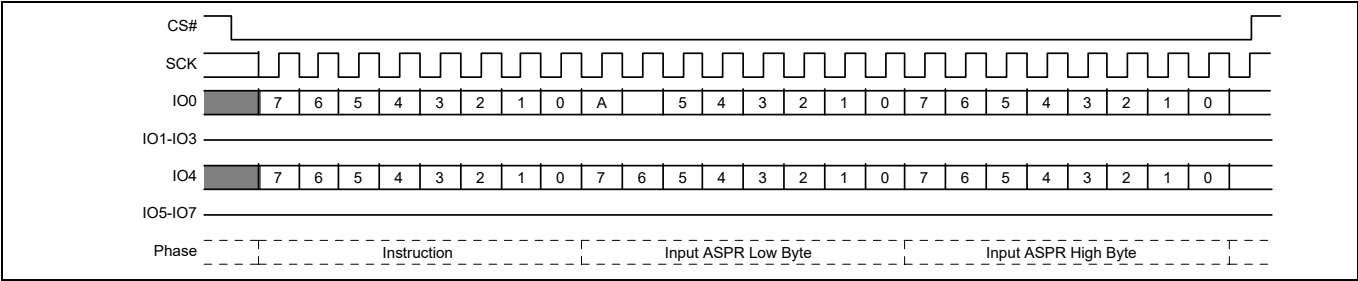 CS#
SCK
IO0 7 6 5 4 3 2 1 0 A 5 4 3 2 1 0 7 6 5 4 3 2 1 0
IO1-IO3
IO4 7 6 5 4 3 2 1 0 7 6 5 4 3 2 1 0 7 6 5 4 3 2 1 0
IO5-IO7
Phase Instruction Input ASPR Low Byte Input ASPR High Byte